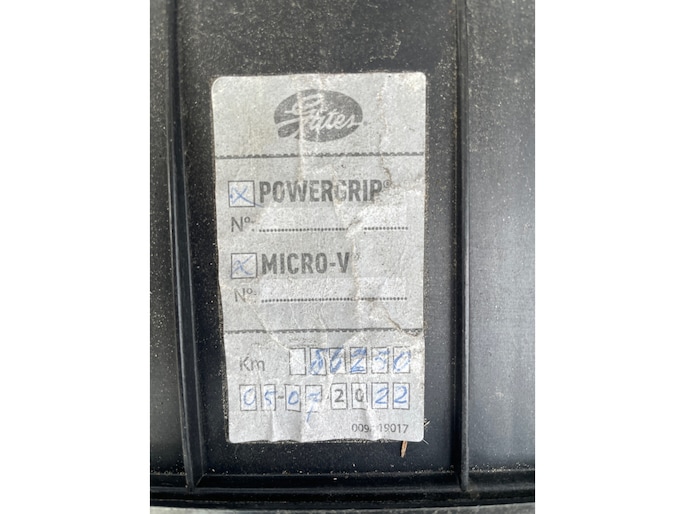 Gates®
POWERGRIP®
Nº:
MICRO-V®
Nº:
Km
05-07-2022